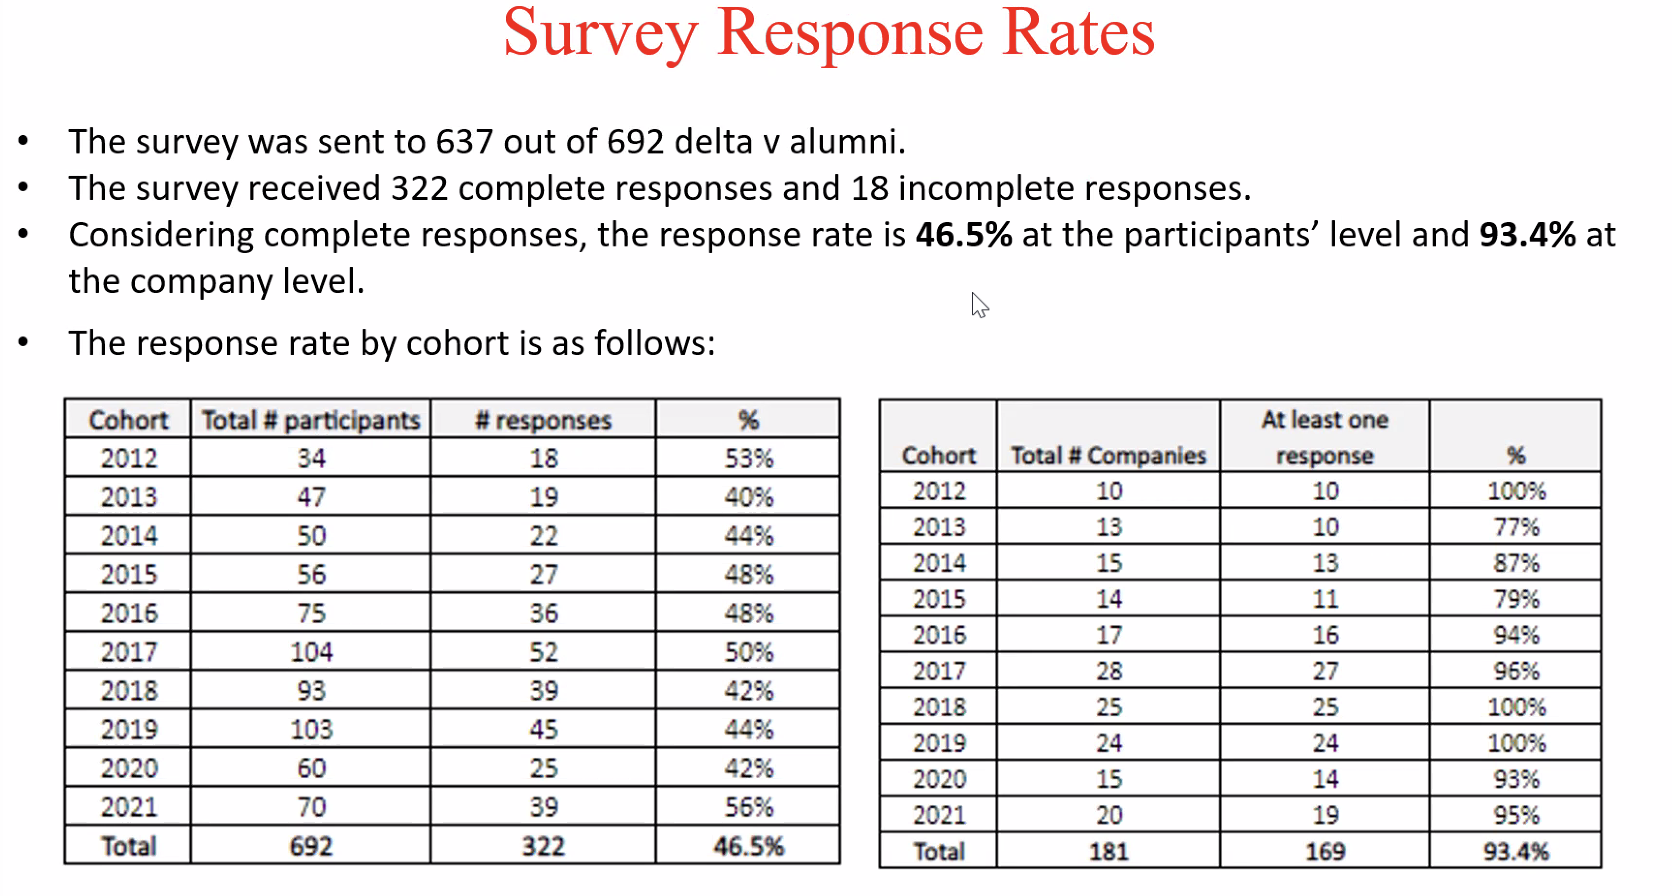 Survey Response Rates
• The survey was sent to 637 out of 692 delta v alumni.
• The survey received 322 complete responses and 18 incomplete responses.
• Considering complete responses, the response rate is 46.5% at the participants’ level and 93.4% at
the company level.
• The response rate by cohort is as follows:
Cohort Total # participants # responses %
2012 34 18 53%
2013 47 19 40%
2014 50 22 44%
2015 56 27 48%
2016 75 36 48%
2017 104 52 50%
2018 93 39 42%
2019 103 45 44%
2020 60 25 42%
2021 70 39 56%
Total 692 322 46.5%
At least one
Cohort Total # Companies response %
2012 10 10 100%
2013 13 10 77%
2014 15 13 87%
2015 14 11 79%
2016 17 16 94%
2017 28 27 96%
2018 25 25 100%
2019 24 24 100%
2020 15 14 93%
2021 20 19 95%
Total 181 169 93.4%